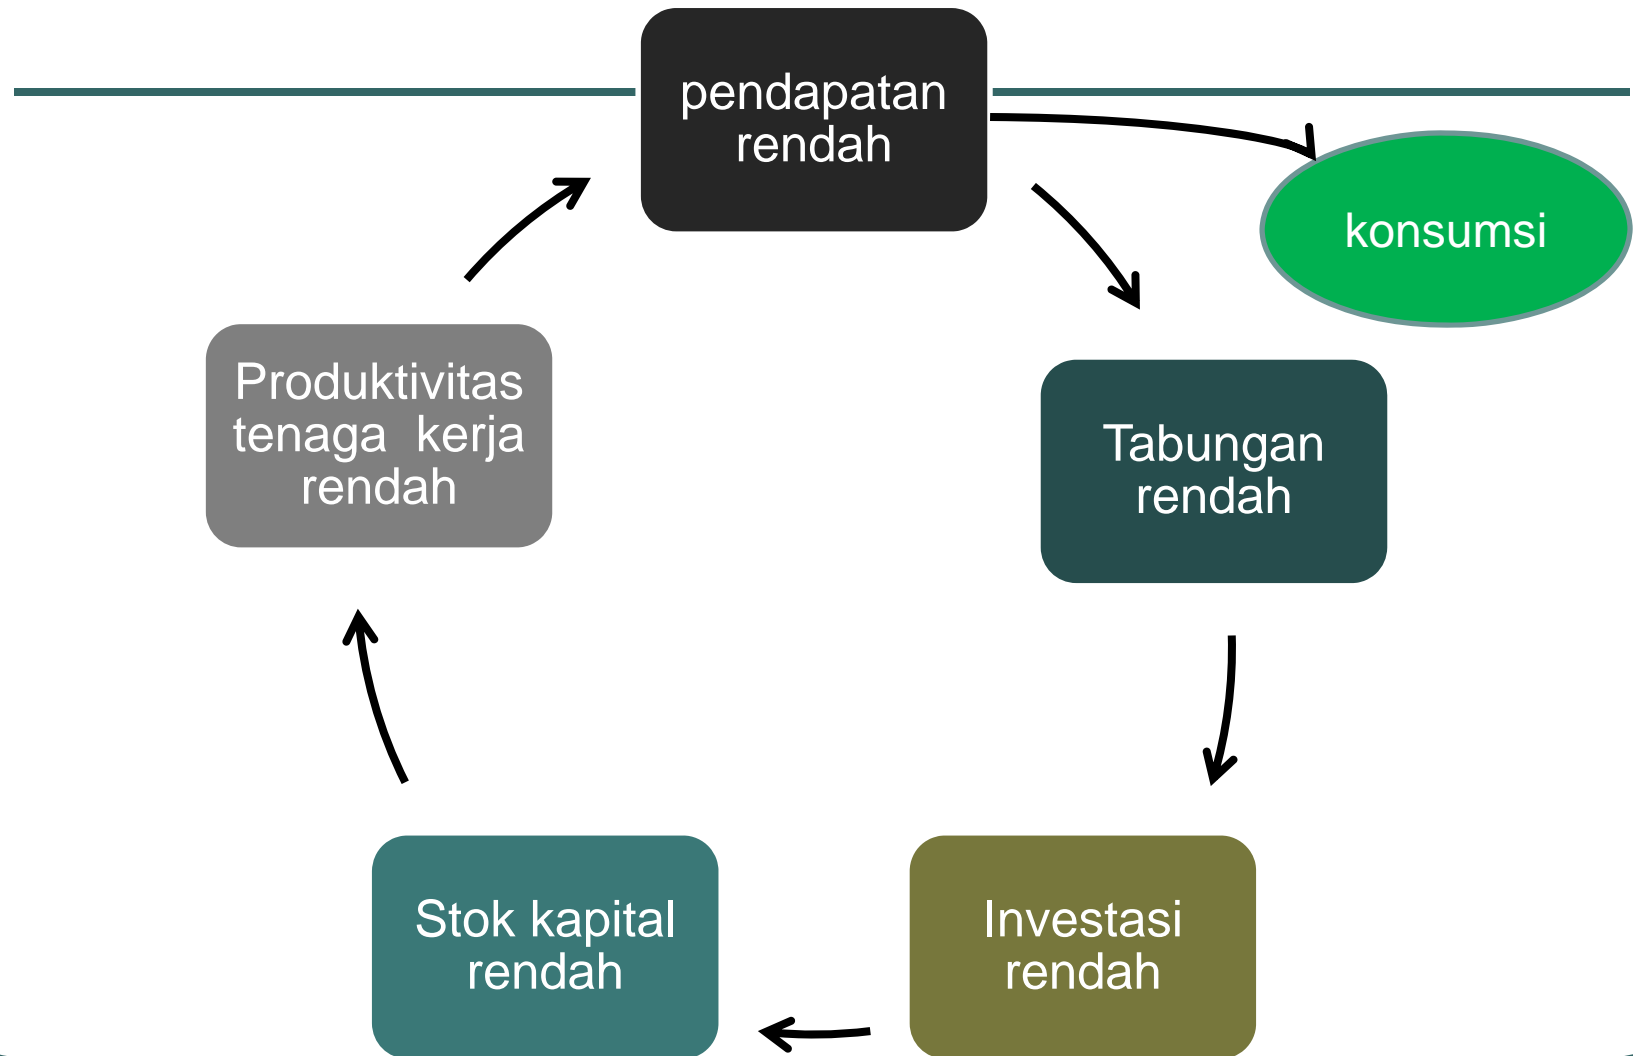 pendapatan
rendah
konsumsi
Tabungan
rendah
Investasi
rendah
Stok kapital
rendah
Produktivitas
tenaga  kerja
rendah